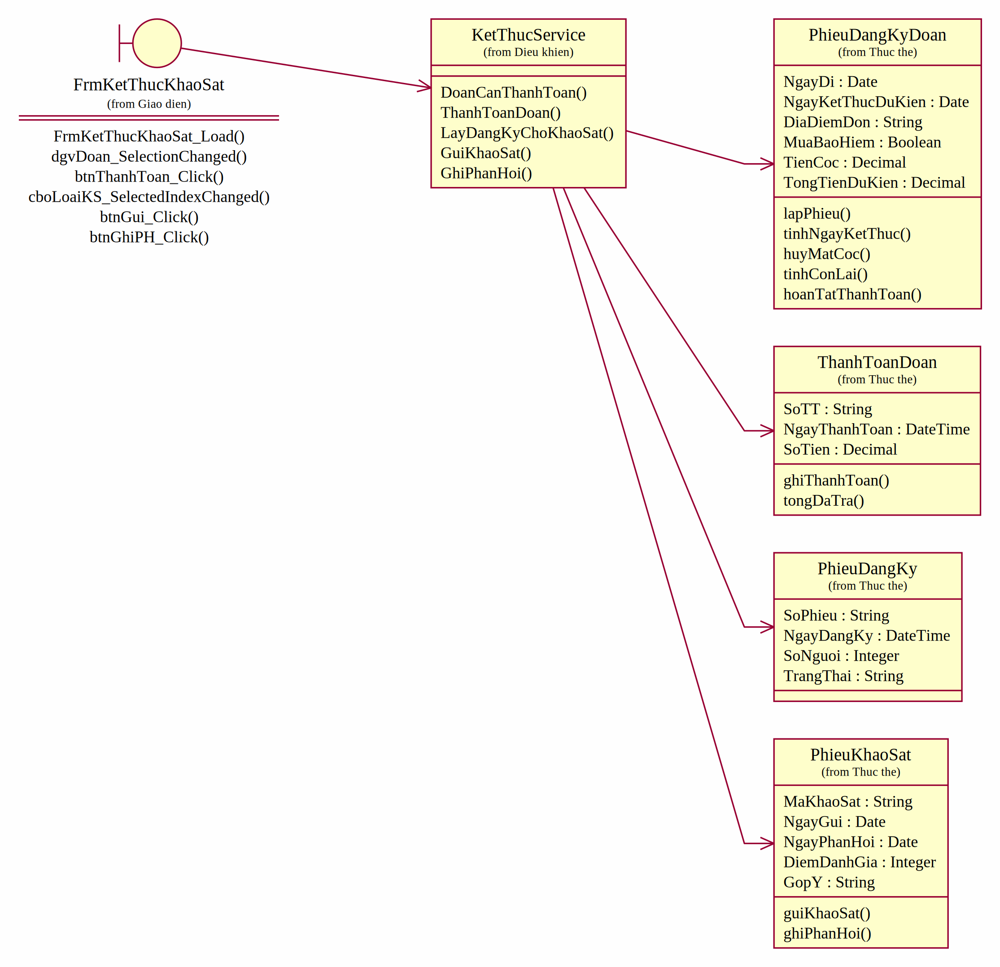 FrmKetThucKhaoSat
(from Giao dien)
FrmKetThucKhaoSat_Load()
dgvDoan_SelectionChanged()
btnThanhToan_Click()
cboLoaiKS_SelectedIndexChanged()
btnGui_Click()
btnGhiPH_Click()
KetThucService
(from Dieu khien)
DoanCanThanhToan()
ThanhToanDoan()
LayDangKyChoKhaoSat()
GuiKhaoSat()
GhiPhanHoi()
PhieuDangKyDoan
(from Thuc the)
NgayDi : Date
NgayKetThucDuKien : Date
DiaDiemDon : String
MuaBaoHiem : Boolean
TienCoc : Decimal
TongTienDuKien : Decimal
lapPhieu()
tinhNgayKetThuc()
huyMatCoc()
tinhConLai()
hoanTatThanhToan()
ThanhToanDoan
(from Thuc the)
SoTT : String
NgayThanhToan : DateTime
SoTien : Decimal
ghiThanhToan()
tongDaTra()
PhieuDangKy
(from Thuc the)
SoPhieu : String
NgayDangKy : DateTime
SoNguoi : Integer
TrangThai : String
PhieuKhaoSat
(from Thuc the)
MaKhaoSat : String
NgayGui : Date
NgayPhanHoi : Date
DiemDanhGia : Integer
GopY : String
guiKhaoSat()
ghiPhanHoi()